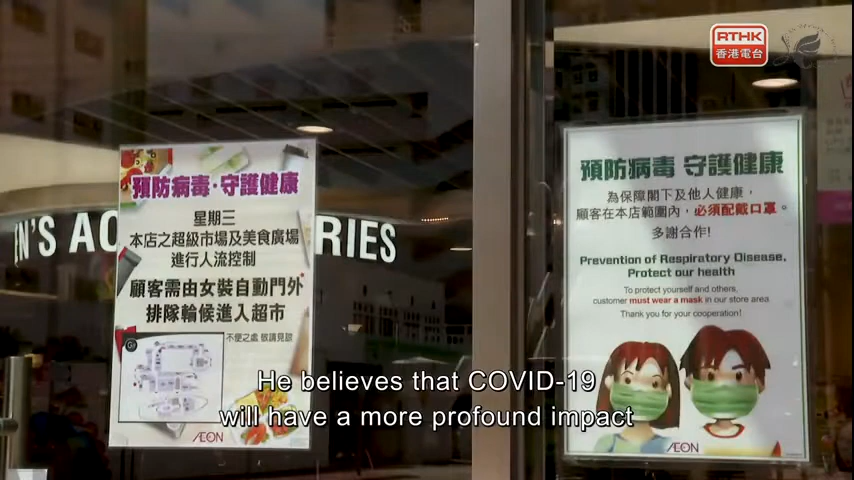 RTHK
香港電台
預防病毒·守護健康
星期三
本店之超級市場及美食廣場
進行人流控制
顧客需由女裝自動門外
排隊輪候進入超市
不便之處 敬請見諒
ÆON
EN'S AC
RIES
預防病毒 守護健康
為保障閣下及他人健康，
顧客在本店範圍內，必須配戴口罩。
多謝合作!
Prevention of Respiratory Disease,
Protect our health
To protect yourself and others,
customer must wear a mask in our store area
Thank you for your cooperation!
ÆON
He believes that COVID-19
will have a more profound impact